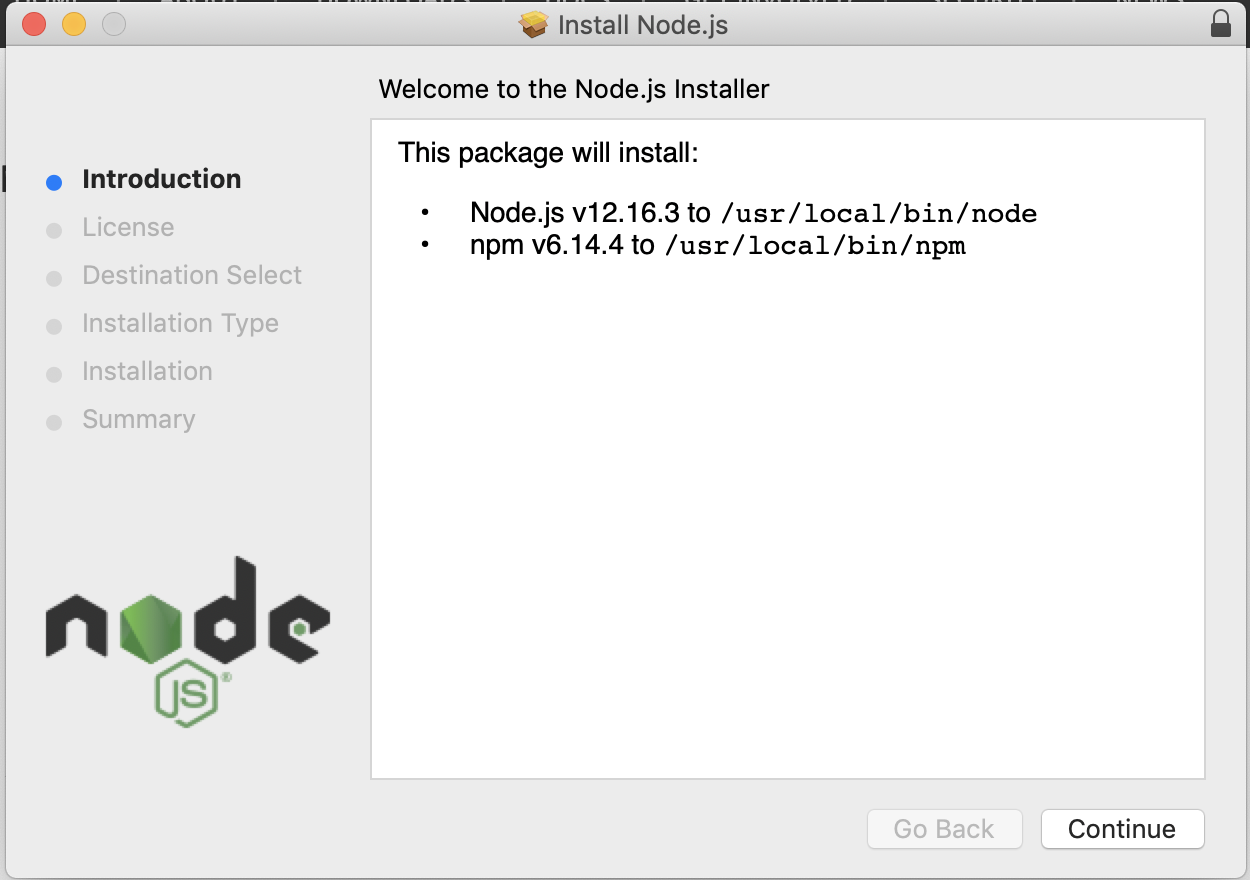 Install Node.js
Welcome to the Node.js Installer
Introduction
License
Destination Select
Installation Type
Installation
Summary
This package will install:
• Node.js v12.16.3 to /usr/local/bin/node
• npm v6.14.4 to /usr/local/bin/npm
node
JS®
Go Back
Continue